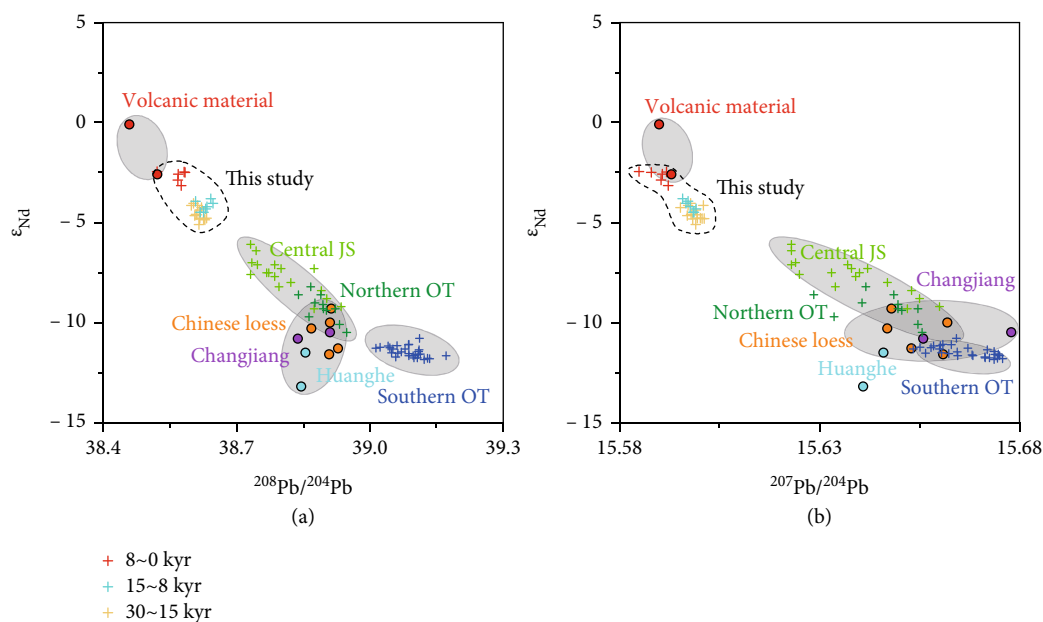 5
0
− 5
− 10
− 15
εNd
Volcanic material
This study
Central JS
Northern OT
Chinese loess
Changjiang
Huanghe
Southern OT
38.4
38.7
39.0
39.3
208Pb/204Pb
(a)
5
0
− 5
− 10
− 15
εNd
Volcanic material
This study
Central JS
Changjiang
Northern OT
Chinese loess
Huanghe
Southern OT
15.58
15.63
15.68
207Pb/204Pb
(b)
8~0 kyr
15~8 kyr
30~15 kyr